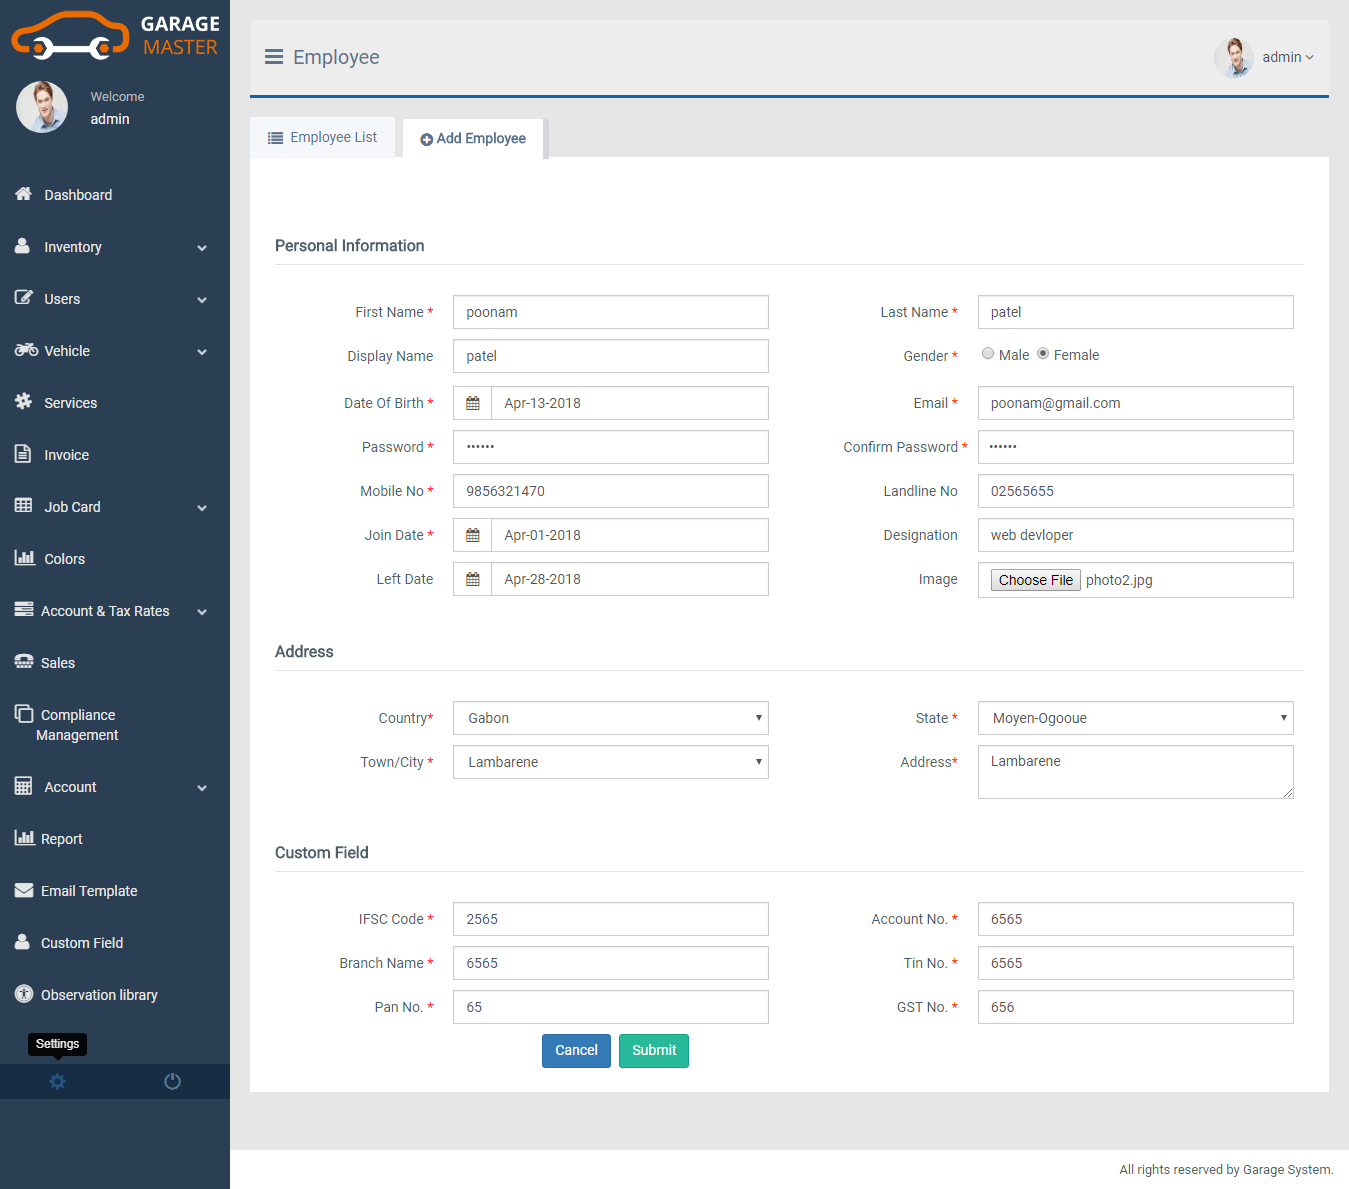 GARAGE
MASTER
Welcome
admin
Dashboard
Inventory
Users
Vehicle
Services
Invoice
Job Card
Colors
Account & Tax Rates
Sales
Compliance
Management
Account
Report
Email Template
Custom Field
Observation library
Settings
Employee
admin
Employee List
Add Employee
Personal Information
First Name * poonam
Last Name * patel
Display Name patel
Gender * Male Female
Date Of Birth * Apr-13-2018
Email * poonam@gmail.com
Password * ••••••
Confirm Password * ••••••
Mobile No * 9856321470
Landline No 02565655
Join Date * Apr-01-2018
Designation web devloper
Left Date Apr-28-2018
Image Choose File photo2.jpg
Address
Country* Gabon
State * Moyen-Ogooue
Town/City * Lambarene
Address* Lambarene
Custom Field
IFSC Code * 2565
Account No. * 6565
Branch Name * 6565
Tin No. * 6565
Pan No. * 65
GST No. * 656
Cancel Submit
All rights reserved by Garage System.